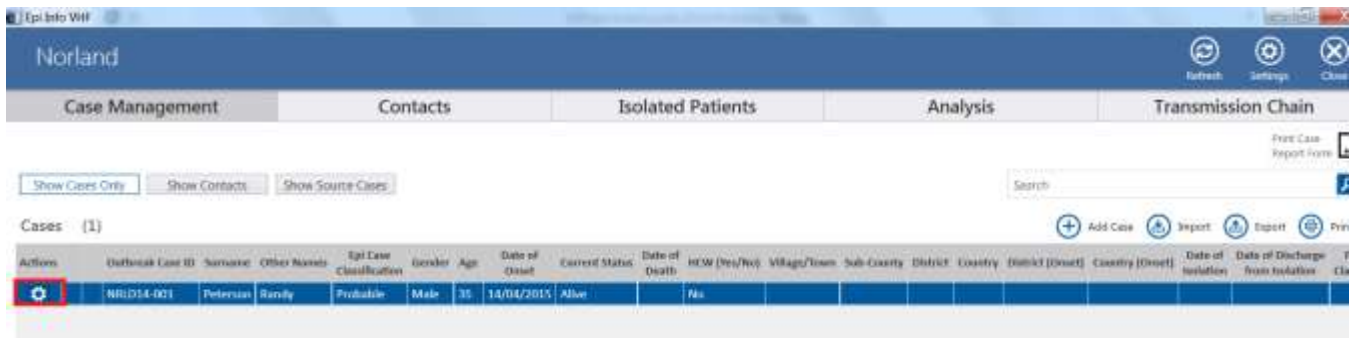 Epi Info VHF
Norland
Refresh Settings Close
Case Management Contacts Isolated Patients Analysis Transmission Chain
Print Case
Report Form
Show Cases Only Show Contacts Show Source Cases Search
Cases (1) Add Case Import Export Print
Actions Outbreak Case ID Surname Other Names Epi Case Classification Gender Age Date of Onset Current Status Date of Death HCW (Yes/No) Village/Town Sub-County District Country District (Onset) Country (Onset) Date of Isolation Date of Discharge from Isolation
NRLD14-001 Peterson Randy Probable Male 35 14/04/2015 Alive No